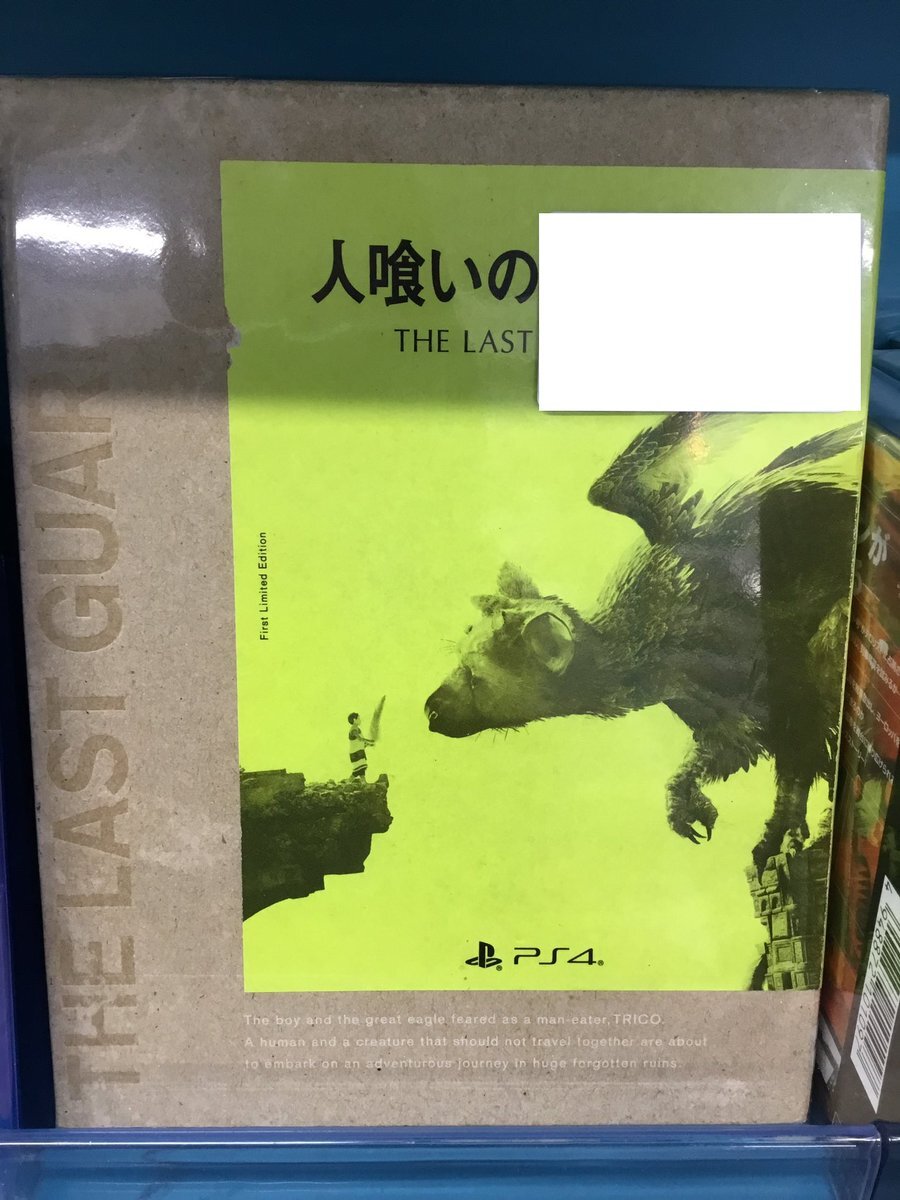 人喰いの
THE LAST
THE LAST GUAR
First Limited Edition
PS4
The boy and the great eagle feared as a man-eater, TRICO.
A human and a creature that should not travel together are about
to embark on an adventurous journey in huge forgotten ruins.
が